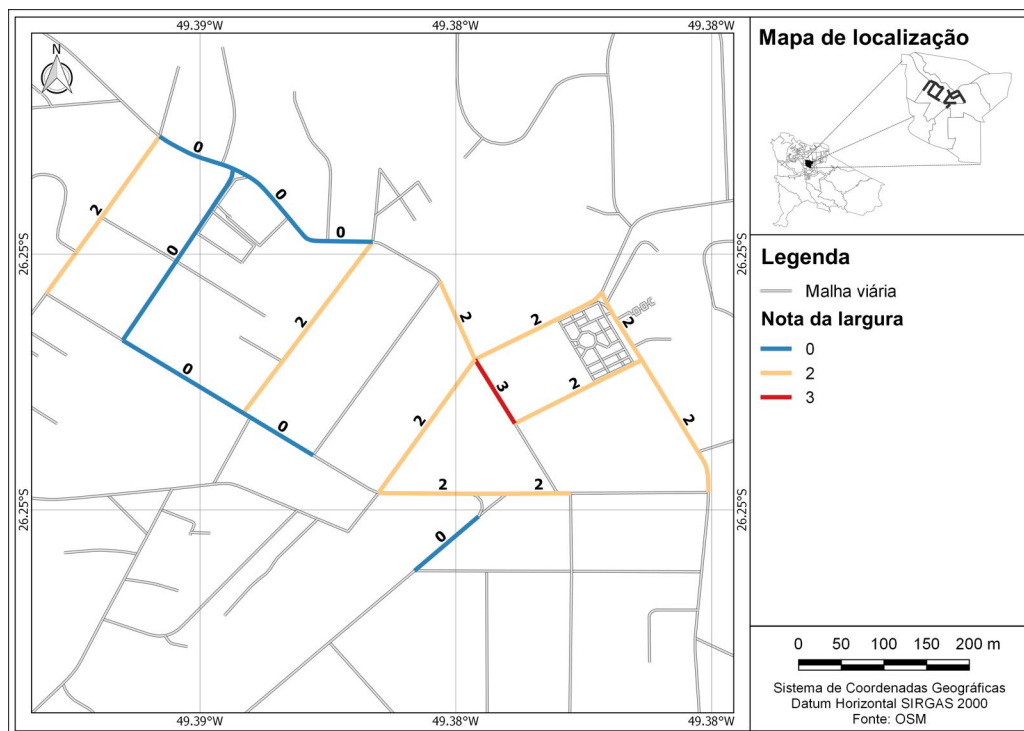 49.39°W
49.38°W
49.38°W
N
26.25°S
26.25°S
0
0
0
2
0
2
0
0
2
2
2
3
2
2
2
2
2
0
26.25°S
26.25°S
49.39°W
49.38°W
49.38°W
Mapa de localização
Legenda
Malha viária
Nota da largura
0
2
3
0 50 100 150 200 m
Sistema de Coordenadas Geográficas
Datum Horizontal SIRGAS 2000
Fonte: OSM